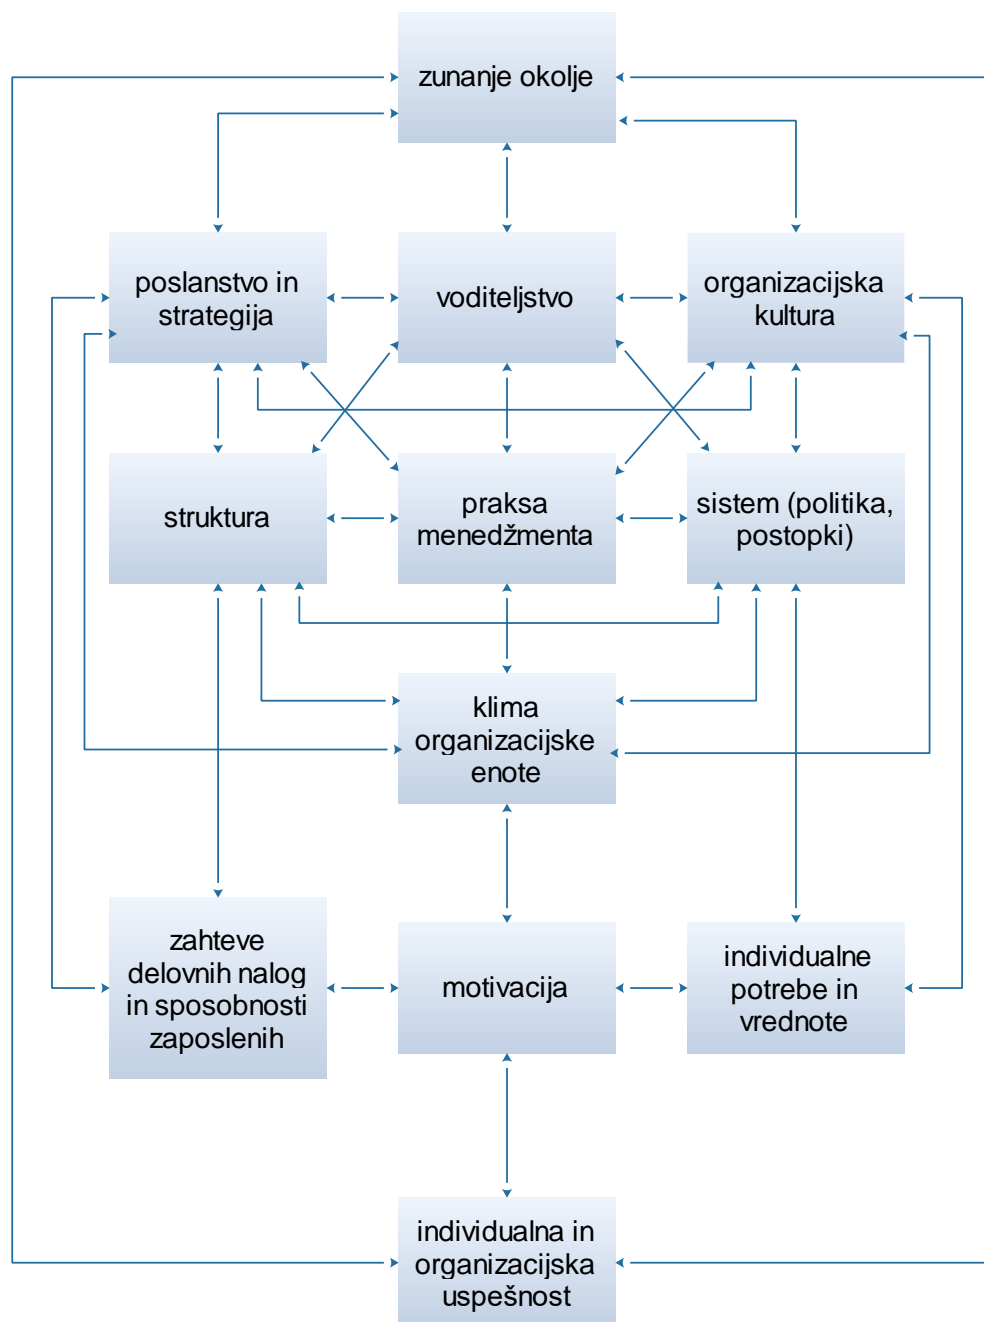 zunanje okolje
poslanstvo in
strategija
voditeljstvo
organizacijska
kultura
struktura
praksa
menedžmenta
sistem (politika,
postopki)
klima
organizacijske
enote
zahteve
delovnih nalog
in sposobnosti
zaposlenih
motivacija
individualne
potrebe in
vrednote
individualna in
organizacijska
uspešnost